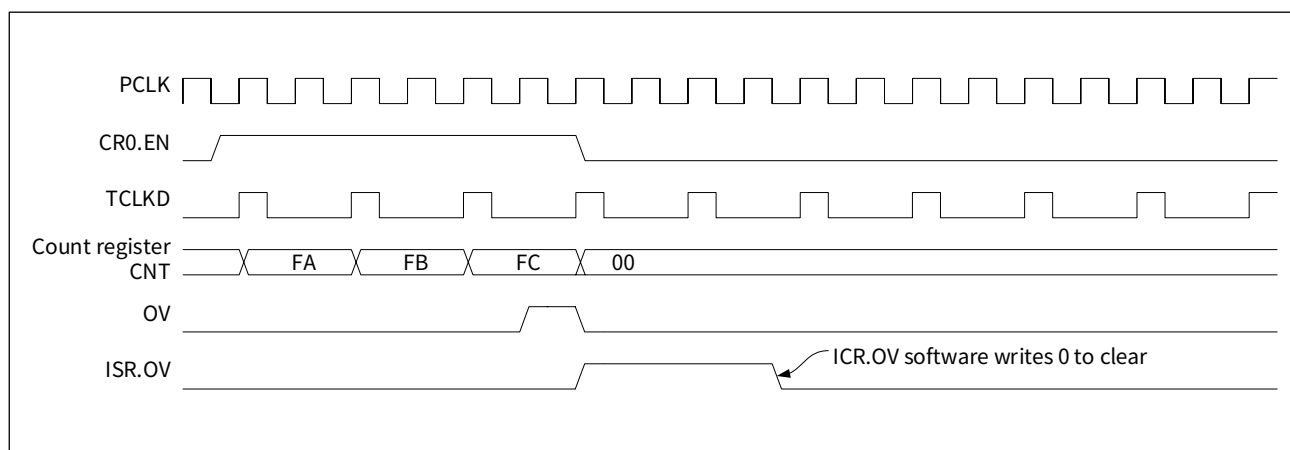 PCLK
CR0.EN
TCLKD
Count register
CNT
FA
FB
FC
00
OV
ISR.OV
ICR.OV software writes 0 to clear